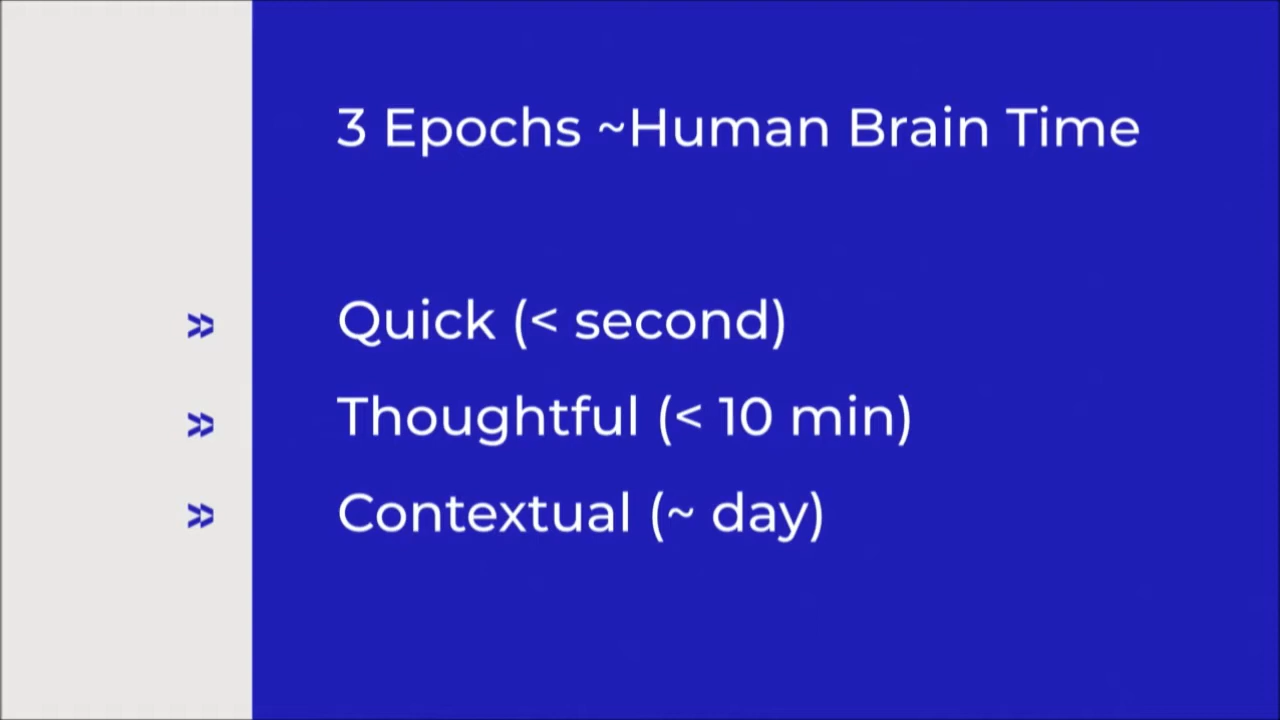 3 Epochs ~Human Brain Time
» Quick (< second)
» Thoughtful (< 10 min)
» Contextual (~ day)